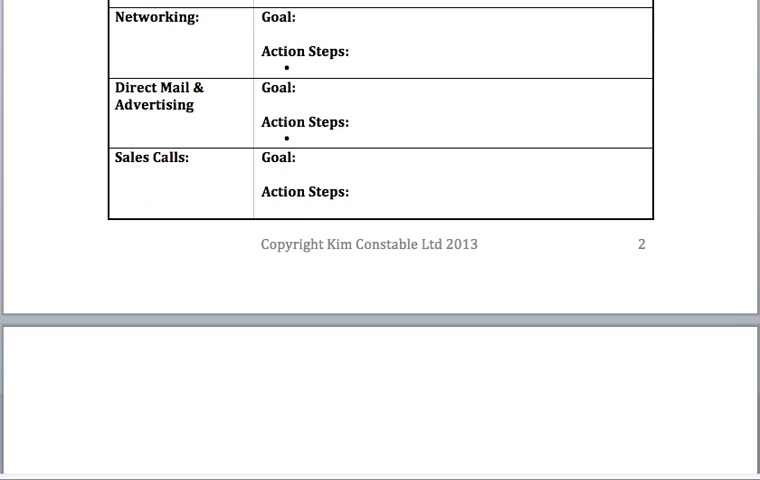 Networking:
Goal:
Action Steps:
•
Direct Mail &
Advertising
Goal:
Action Steps:
•
Sales Calls:
Goal:
Action Steps:
Copyright Kim Constable Ltd 2013
2